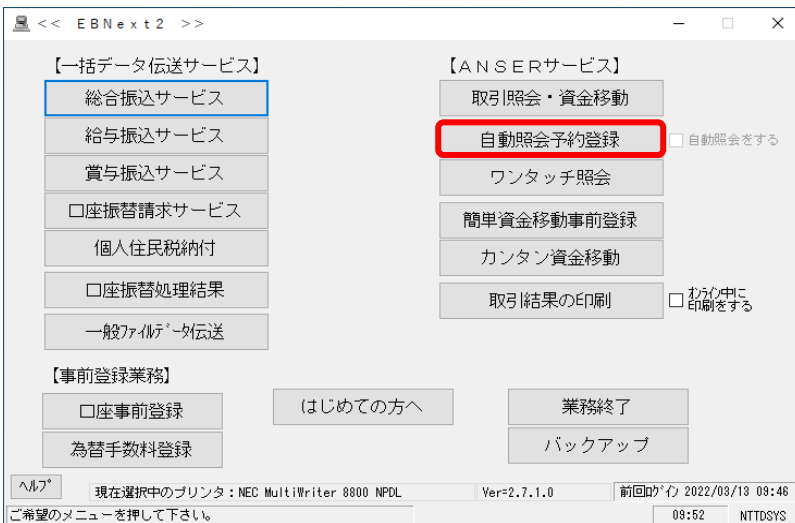 << EBNext2 >>
【一括データ伝送サービス】
総合振込サービス
給与振込サービス
賞与振込サービス
口座振替請求サービス
個人住民税納付
口座振替処理結果
一般ﾌｧｲﾙﾃﾞｰﾀ伝送
【ANSERサービス】
取引照会・資金移動
自動照会予約登録
自動照会をする
ワンタッチ照会
簡単資金移動事前登録
カンタン資金移動
取引結果の印刷
ｵﾝﾗｲﾝ中に
印刷をする
【事前登録業務】
口座事前登録
為替手数料登録
はじめての方へ
業務終了
バックアップ
ﾍﾙﾌﾟ
現在選択中のプリンタ：NEC MultiWriter 8800 NPDL
Ver=2.7.1.0
前回ﾛｸﾞｲﾝ 2022/03/13 09:46
ご希望のメニューを押して下さい。
09:52
NTTDSYS